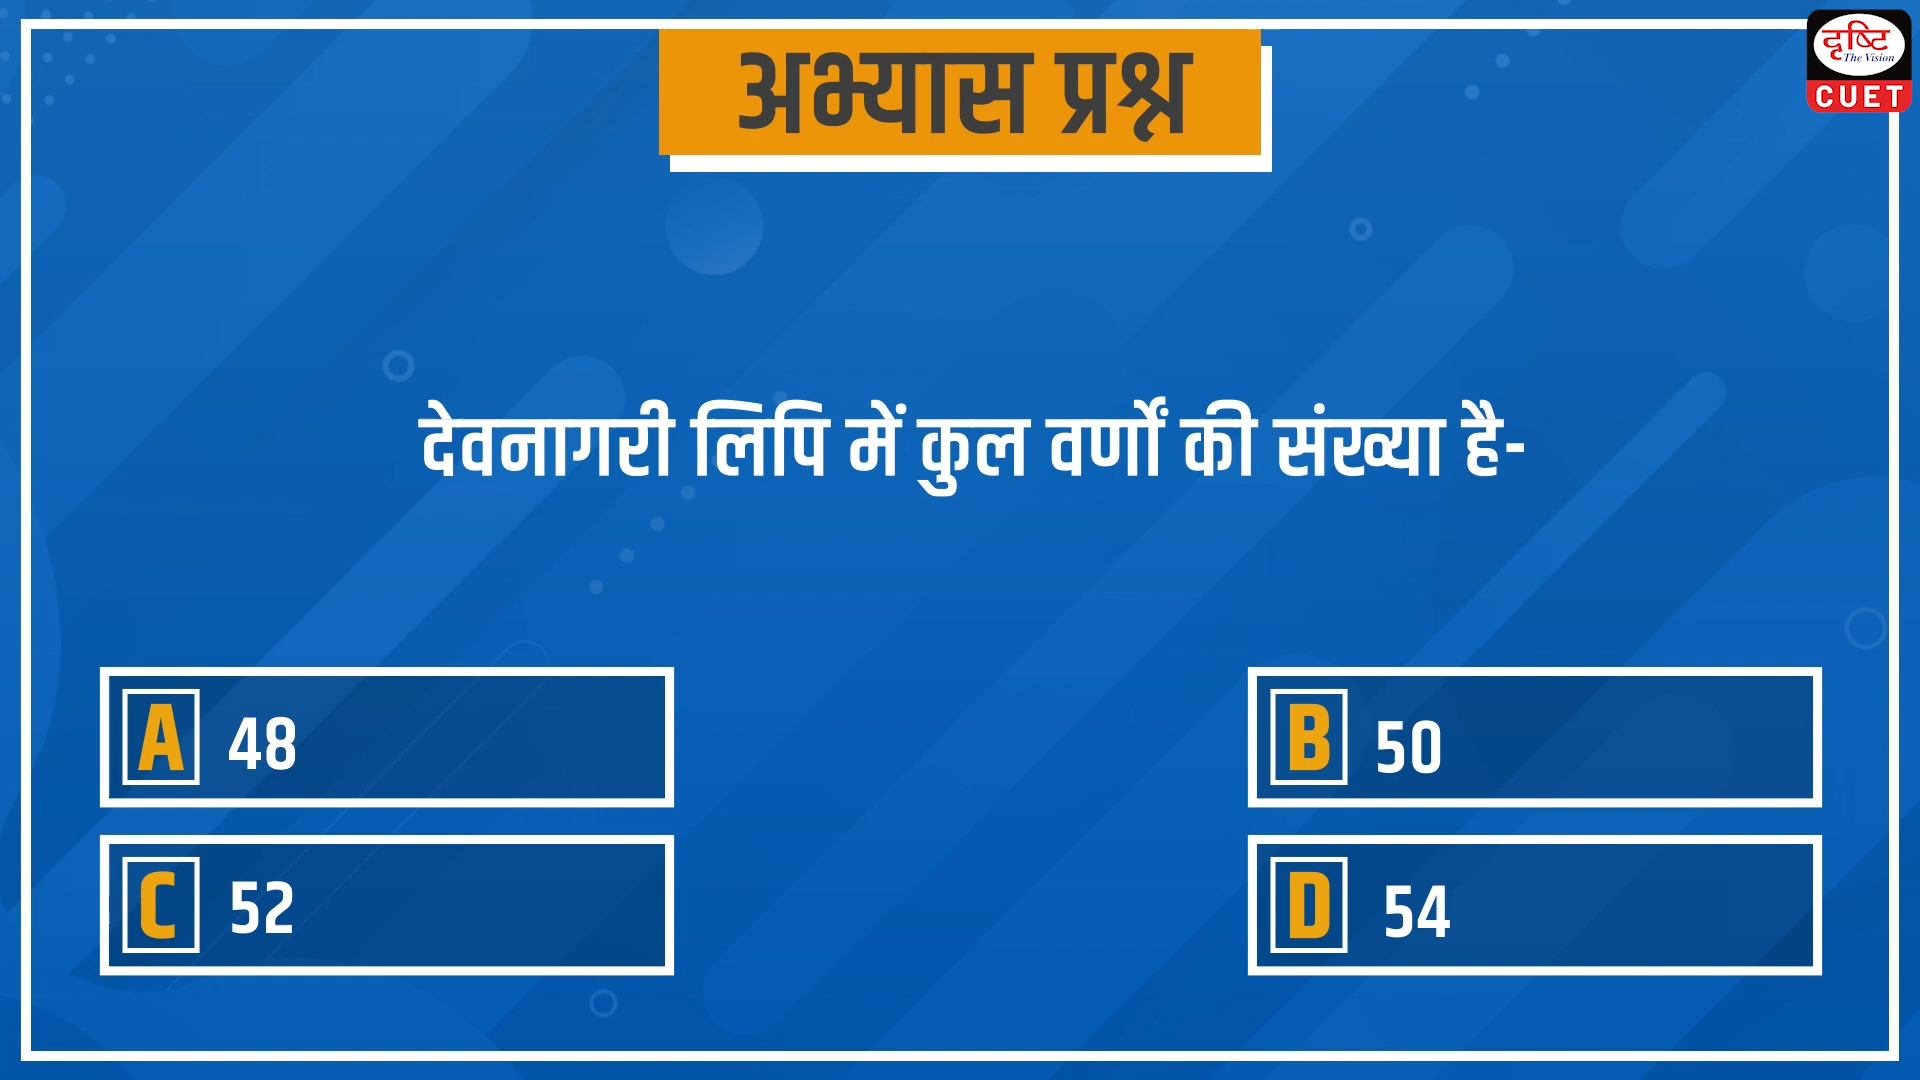 अभ्यास प्रश्न
दृष्टि
The Vision
CUET
देवनागरी लिपि में कुल वर्णों की संख्या है-
A 48
B 50
C 52
D 54